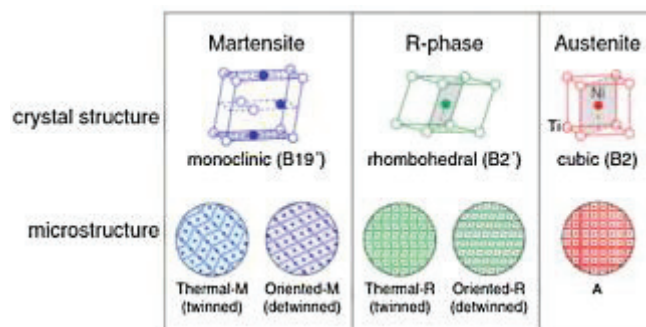 Martensite R-phase Austenite
crystal structure
Ni
Ti
monoclinic (B19´) rhombohedral (B2´) cubic (B2)
microstructure
Thermal-M Oriented-M Thermal-R Oriented-R A
(twinned) (detwinned) (twinned) (detwinned)